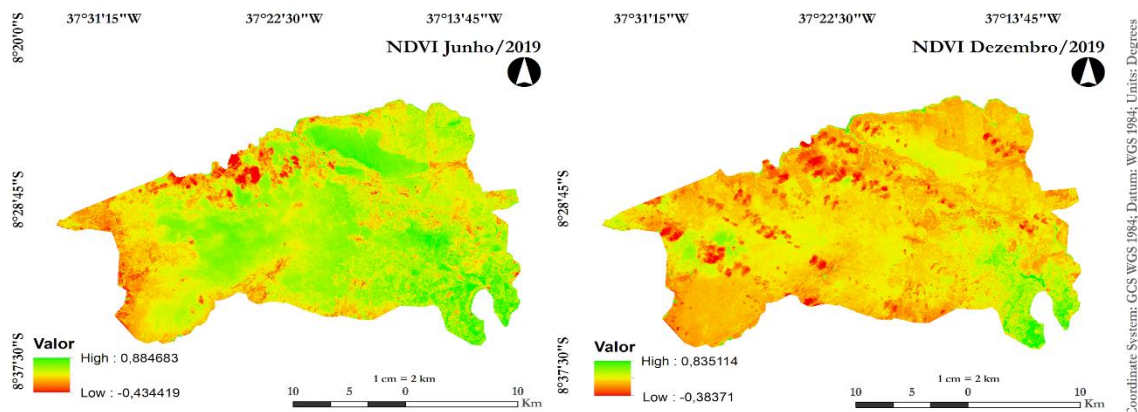 37°31'15"W 37°22'30"W 37°13'45"W
8°20'0"S
NDVI Junho/2019
8°28'45"S
8°37'30"S
Valor
High : 0,884683
Low : -0,434419
1 cm = 2 km
10 5 0 10
Km
37°31'15"W 37°22'30"W 37°13'45"W
8°20'0"S
NDVI Dezembro/2019
8°28'45"S
8°37'30"S
Valor
High : 0,835114
Low : -0,38371
1 cm = 2 km
10 5 0 10
Km
Coordinate System: GCS WGS 1984; Datum: WGS 1984; Units: Degrees